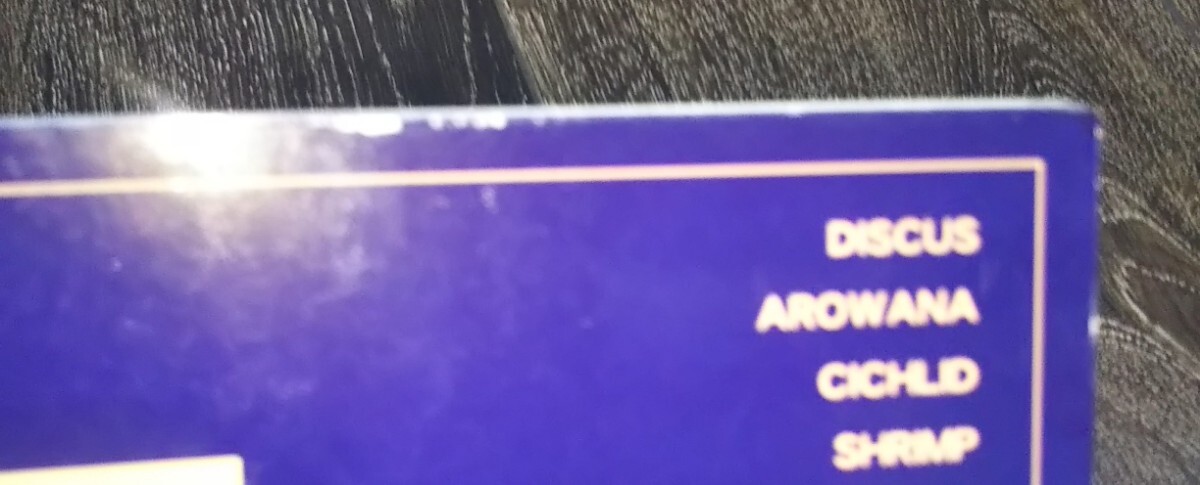 DISCUS
AROWANA
CICHLID
SHRIMP